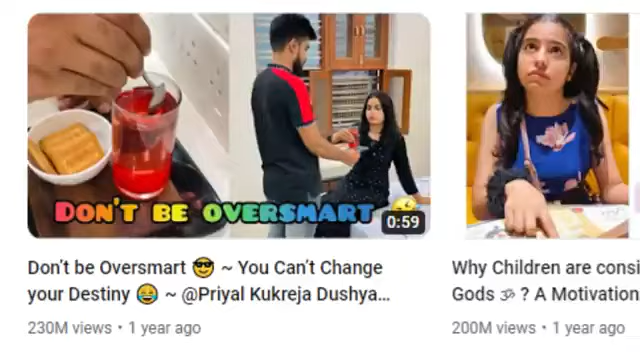 DON'T BE OVERSMART
0:59
Don't be Oversmart 😎 ~ You Can't Change
your Destiny 😂 ~ @Priyal Kukreja Dushya...
230M views • 1 year ago
Why Children are consi
Gods ॐ ? A Motivation
200M views • 1 year ago